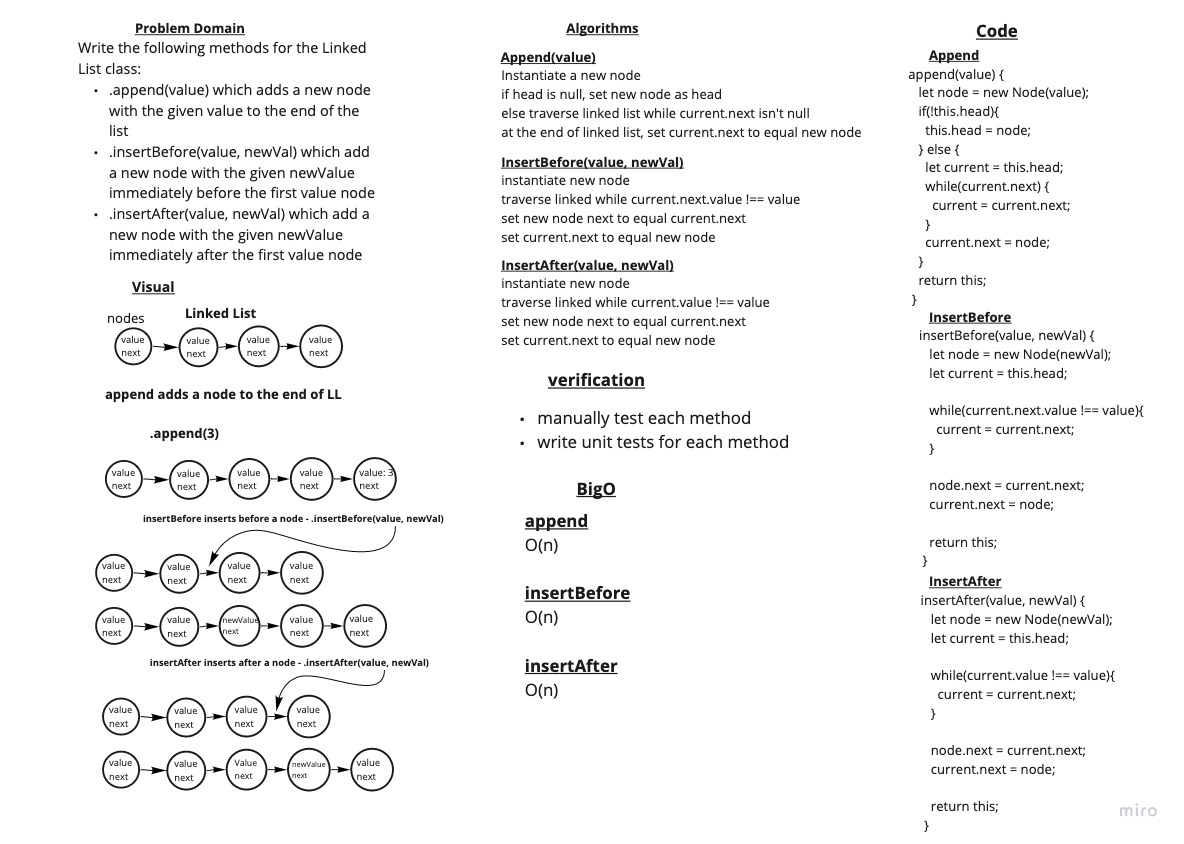 Problem Domain
Write the following methods for the Linked
List class:
• .append(value) which adds a new node
with the given value to the end of the
list
• .insertBefore(value, newVal) which add
a new node with the given newValue
immediately before the first value node
• .insertAfter(value, newVal) which add a
new node with the given newValue
immediately after the first value node
Visual
nodes
Linked List
value
next
value
next
value
next
value
next
append adds a node to the end of LL
.append(3)
value
next
value
next
value
next
value
next
value: 3
next
insertBefore inserts before a node - .insertBefore(value, newVal)
value
next
value
next
value
next
value
next
value
next
value
next
newValue
next
value
next
value
next
insertAfter inserts after a node - .insertAfter(value, newVal)
value
next
value
next
value
next
value
next
value
next
value
next
Value
next
newValue
next
value
next
Algorithms
Append(value)
Instantiate a new node
if head is null, set new node as head
else traverse linked list while current.next isn't null
at the end of linked list, set current.next to equal new node
InsertBefore(value, newVal)
instantiate new node
traverse linked while current.next.value !== value
set new node next to equal current.next
set current.next to equal new node
InsertAfter(value, newVal)
instantiate new node
traverse linked while current.value !== value
set new node next to equal current.next
set current.next to equal new node
verification
• manually test each method
• write unit tests for each method
BigO
append
O(n)
insertBefore
O(n)
insertAfter
O(n)
Code
Append
append(value) {
let node = new Node(value);
if(!this.head){
this.head = node;
} else {
let current = this.head;
while(current.next) {
current = current.next;
}
current.next = node;
}
return this;
}
InsertBefore
insertBefore(value, newVal) {
let node = new Node(newVal);
let current = this.head;
while(current.next.value !== value){
current = current.next;
}
node.next = current.next;
current.next = node;
return this;
}
InsertAfter
insertAfter(value, newVal) {
let node = new Node(newVal);
let current = this.head;
while(current.value !== value){
current = current.next;
}
node.next = current.next;
current.next = node;
return this;
}
miro